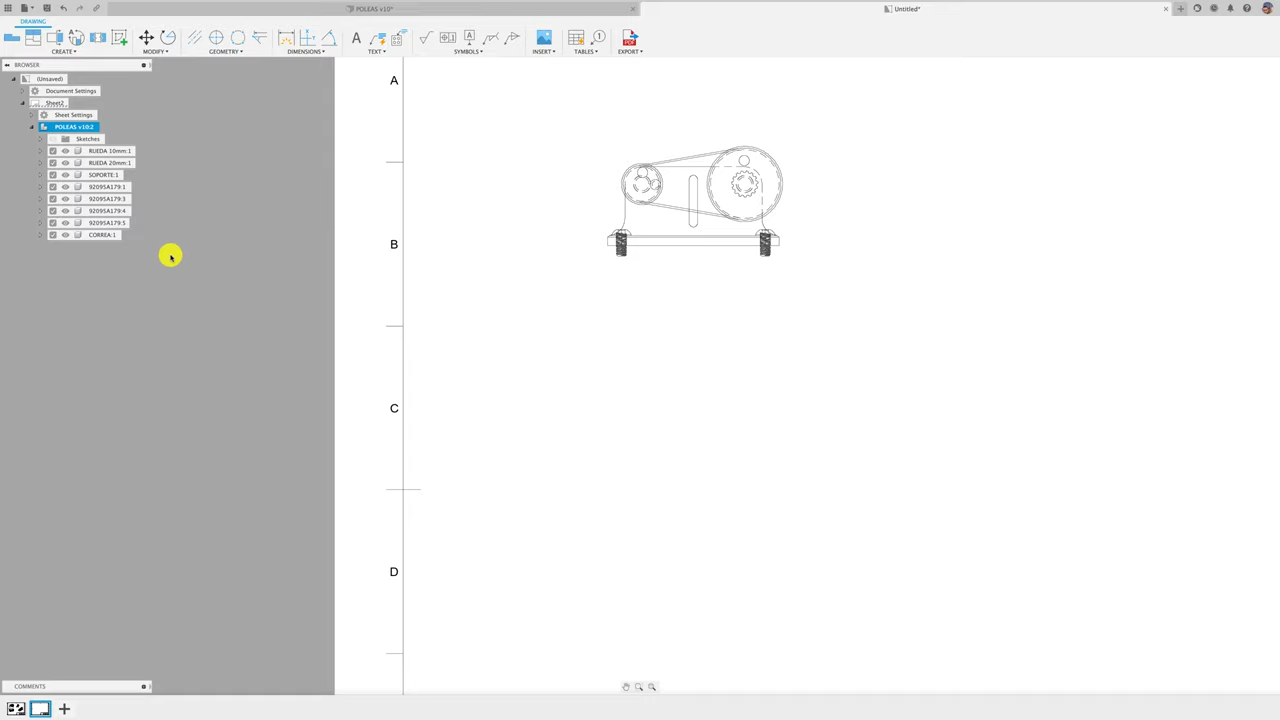 POLEAS v10*
Untitled*
DRAWING
CREATE
MODIFY
GEOMETRY
DIMENSIONS
TEXT
SYMBOLS
INSERT
TABLES
EXPORT
BROWSER
(Unsaved)
Document Settings
Sheet2
Sheet Settings
POLEAS v10:2
Sketches
RUEDA 10mm:1
RUEDA 20mm:1
SOPORTE:1
92095A179:1
92095A179:3
92095A179:4
92095A179:5
CORREA:1
A
B
C
D
COMMENTS